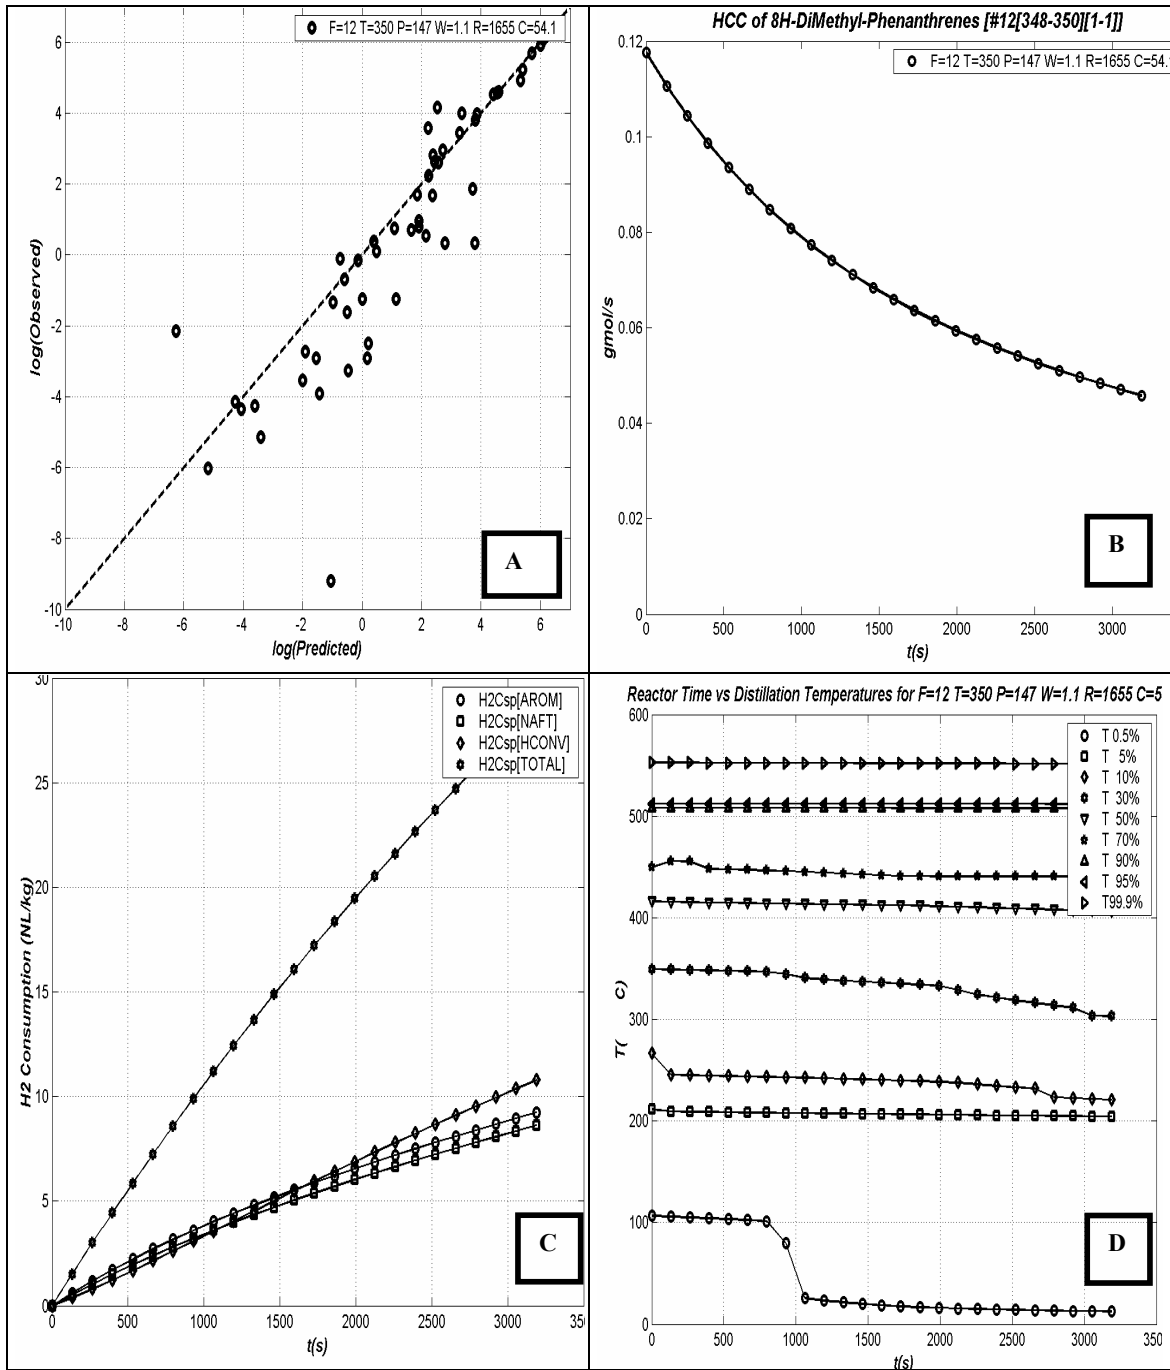 F=12 T=350 P=147 W=1.1 R=1655 C=54.1
6
4
2
0
-2
-4
-6
-8
-10
-10 -8 -6 -4 -2 0 2 4 6
log(Observed)
log(Predicted)
A
HCC of 8H-DiMethyl-Phenanthrenes [#12[348-350][1-1]]
F=12 T=350 P=147 W=1.1 R=1655 C=54.
0.12
0.1
0.08
0.06
0.04
0.02
0
0 500 1000 1500 2000 2500 3000
gmol/s
t(s)
B
H2Csp[AROM]
H2Csp[NAFT]
H2Csp[HCONV]
H2Csp[TOTAL]
30
25
20
15
10
5
0
0 500 1000 1500 2000 2500 3000 350
H2 Consumption (NL/kg)
t(s)
C
Reactor Time vs Distillation Temperatures for F=12 T=350 P=147 W=1.1 R=1655 C=5
T 0.5%
T 5%
T 10%
T 30%
T 50%
T 70%
T 90%
T 95%
T99.9%
600
500
400
300
200
100
0
0 500 1000 1500 2000 2500 3000 350
T( C)
t(s)
D